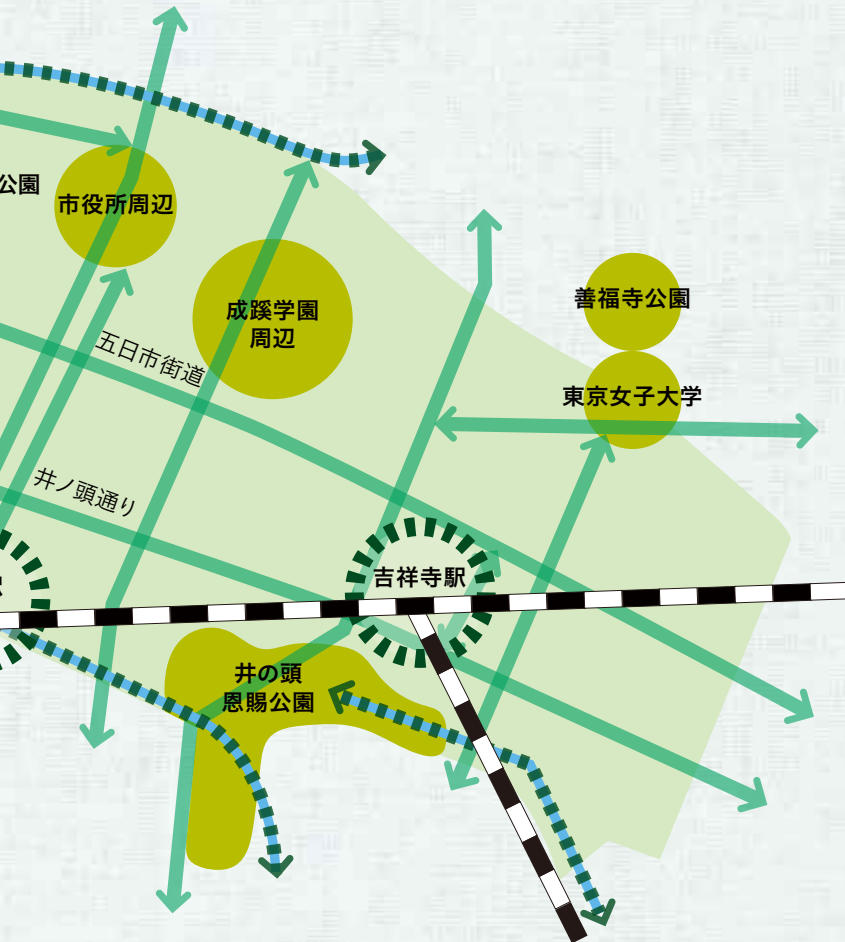 公園
市役所周辺
成蹊学園
周辺
善福寺公園
五日市街道
東京女子大学
井ノ頭通り
吉祥寺駅
井の頭
恩賜公園